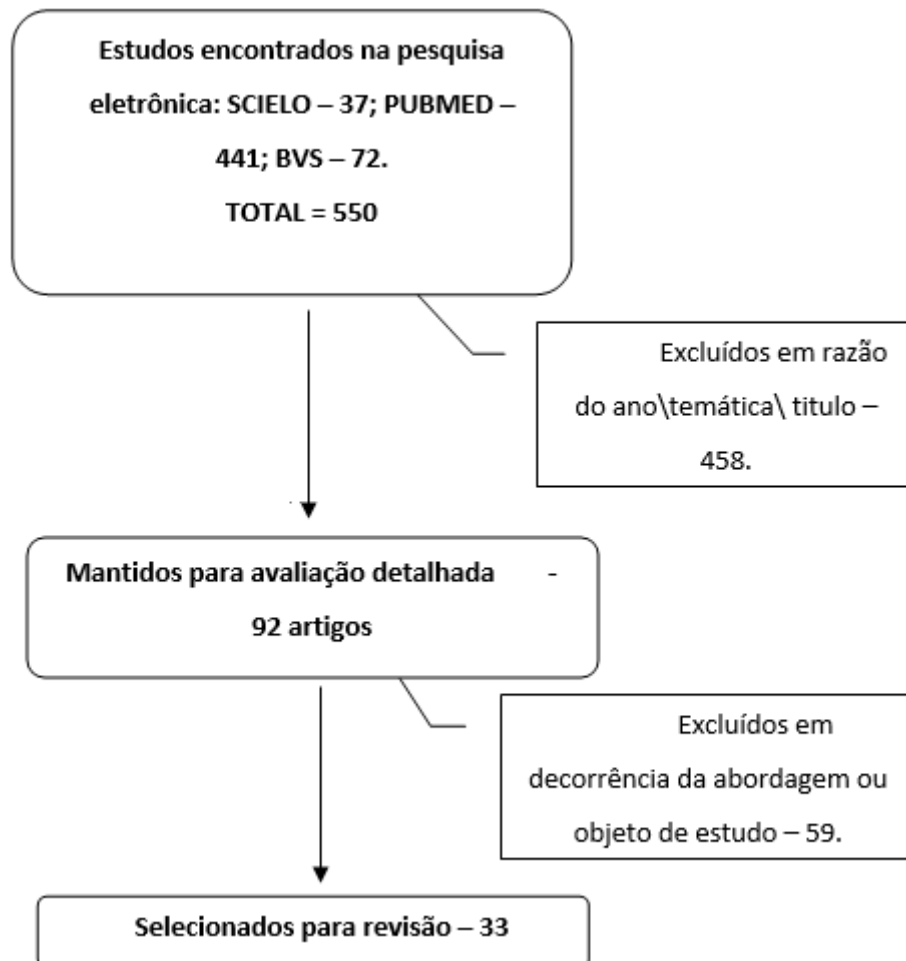 Estudos encontrados na pesquisa
eletrônica: SCIELO – 37; PUBMED –
441; BVS – 72.
TOTAL = 550
Excluídos em razão
do ano\temática\ titulo –
458.
Mantidos para avaliação detalhada -
92 artigos
Excluídos em
decorrência da abordagem ou
objeto de estudo – 59.
Selecionados para revisão – 33